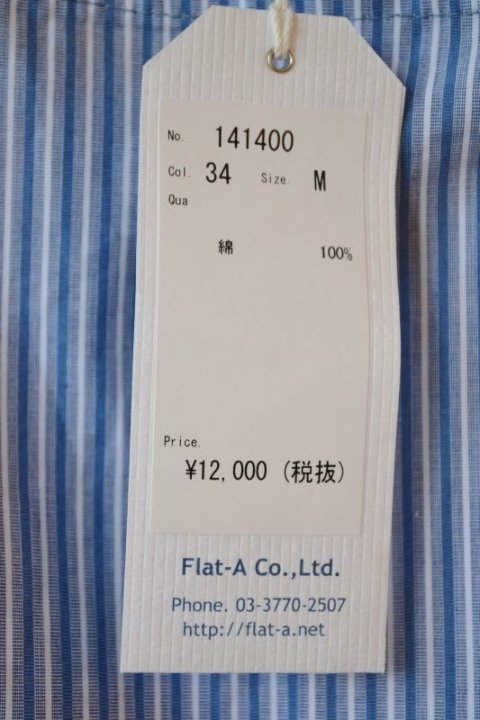 No. 141400
Col. 34 Size. M
Qua
綿 100%
Price.
¥12,000 (税抜)
Flat-A Co.,Ltd.
Phone. 03-3770-2507
http://flat-a.net